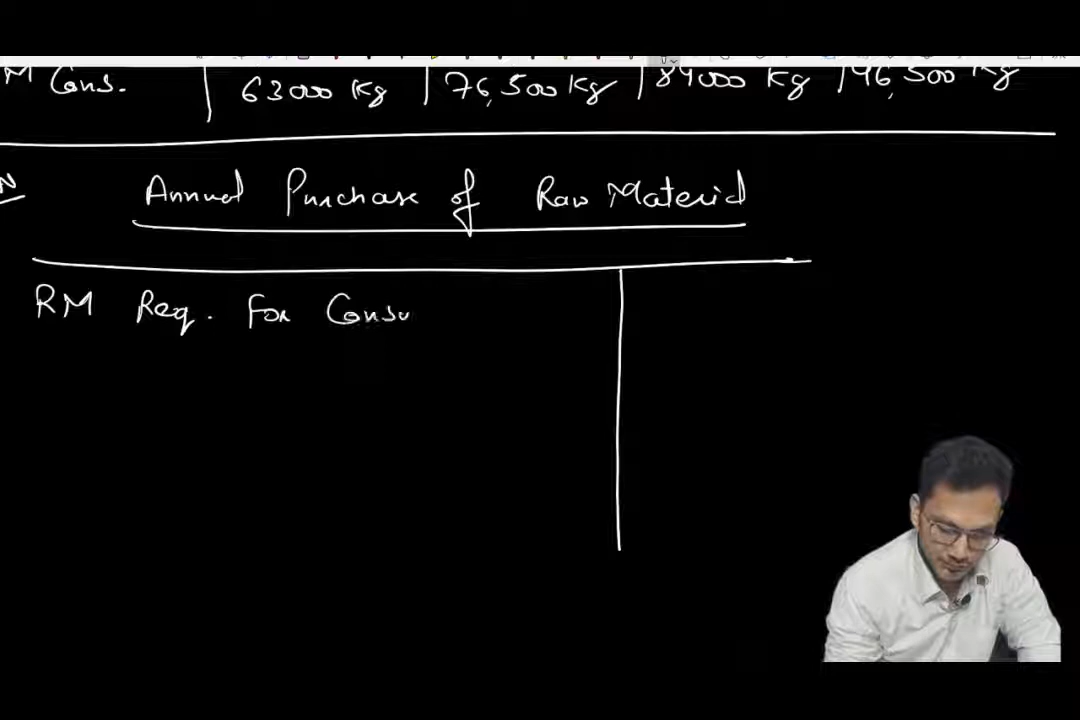 Cons. | 63000 Kg | 76,500 Kg | 84000 Kg | 96,500 Kg
Annual Purchase of Raw Material
RM Req. For Consu